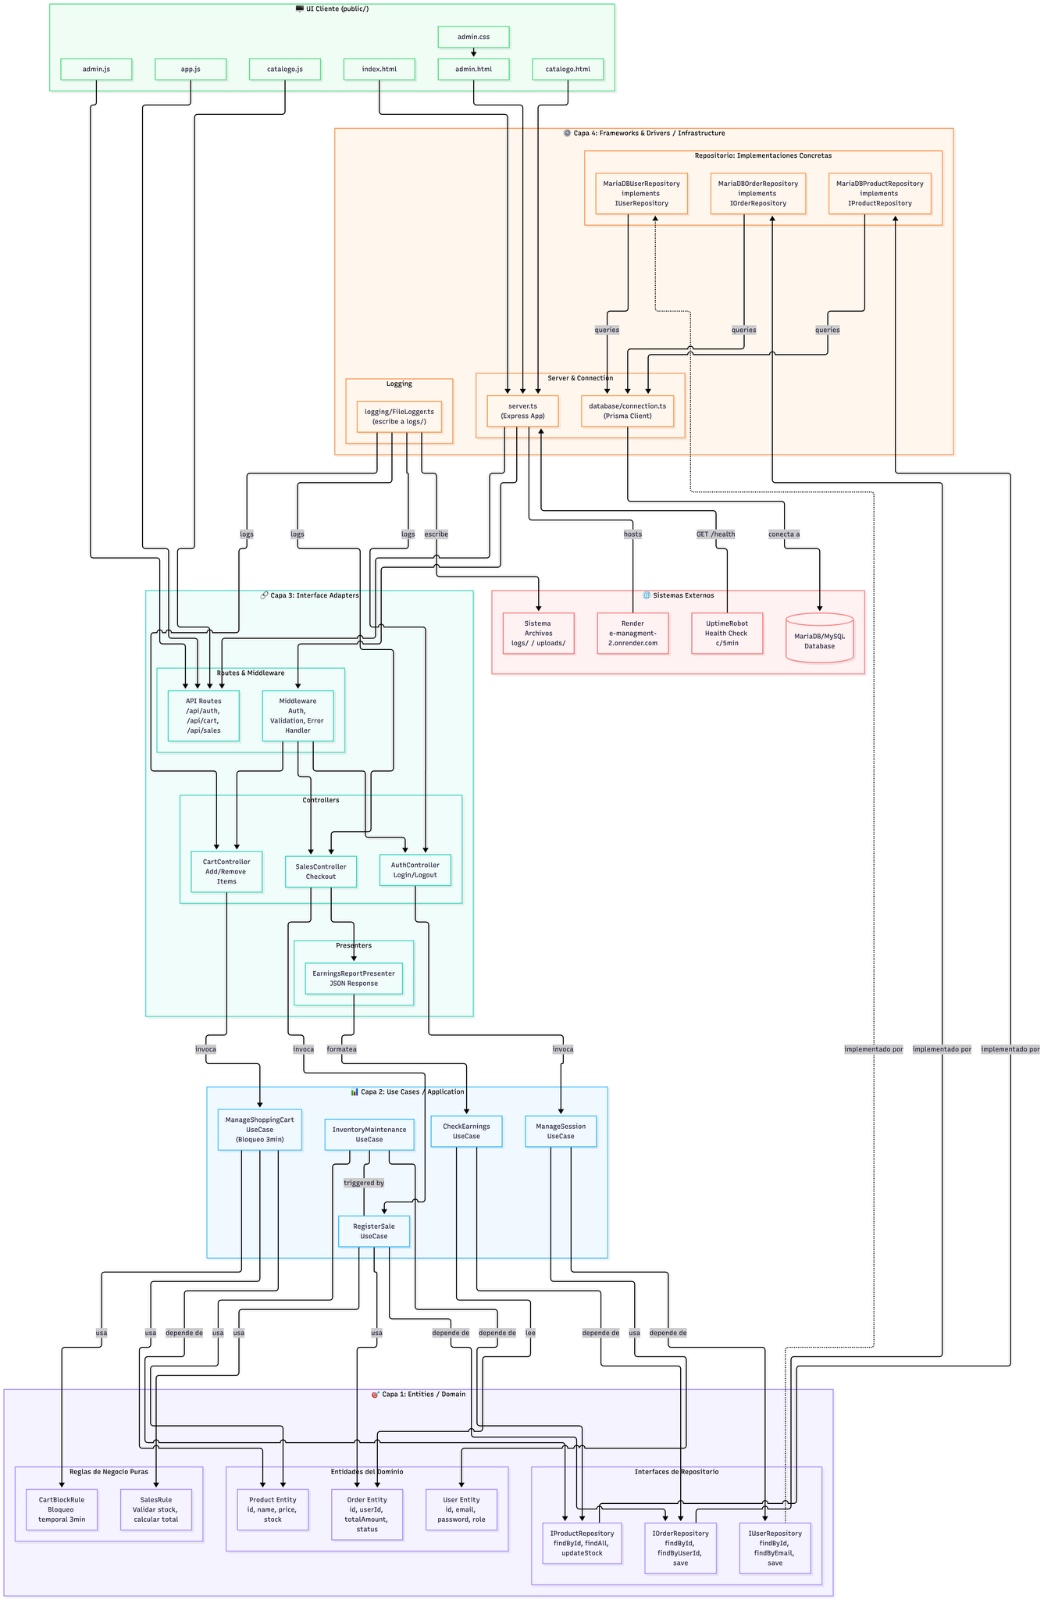 🖥️ UI Cliente (public/)
admin.css
admin.js
app.js
catalogo.js
index.html
admin.html
catalogo.html
⚙️ Capa 4: Frameworks & Drivers / Infrastructure
Repositorio: Implementaciones Concretas
MariaDBUserRepository
implements
IUserRepository
MariaDBOrderRepository
implements
IOrderRepository
MariaDBProductRepository
implements
IProductRepository
queries
queries
queries
Logging
logging/FileLogger.ts
(escribe a logs/)
Server & Connection
server.ts
(Express App)
database/connection.ts
(Prisma Client)
logs
logs
logs
escribe
hosts
GET /health
conecta a
🔗 Capa 3: Interface Adapters
🌐 Sistemas Externos
Sistema
Archivos
logs/ / uploads/
Render
e-managment-
2.onrender.com
UptimeRobot
Health Check
c/5min
MariaDB/MySQL
Database
Routes & Middleware
API Routes
/api/auth,
/api/cart,
/api/sales
Middleware
Auth,
Validation, Error
Handler
Controllers
CartController
Add/Remove
Items
SalesController
Checkout
AuthController
Login/Logout
Presenters
EarningsReportPresenter
JSON Response
invoca
invoca
formatea
invoca
implementado por
implementado por
implementado por
📊 Capa 2: Use Cases / Application
ManageShoppingCart
UseCase
(Bloqueo 3min)
InventoryMaintenance
UseCase
CheckEarnings
UseCase
ManageSession
UseCase
triggered by
RegisterSale
UseCase
usa
usa
depende de
usa
usa
usa
depende de
depende de
lee
depende de
usa
depende de
🎯 Capa 1: Entities / Domain
Reglas de Negocio Puras
CartBlockRule
Bloqueo
temporal 3min
SalesRule
Validar stock,
calcular total
Entidades del Dominio
Product Entity
id, name, price,
stock
Order Entity
id, userId,
totalAmount,
status
User Entity
id, email,
password, role
Interfaces de Repositorio
IProductRepository
findById, findAll,
updateStock
IOrderRepository
findById,
findByUserId,
save
IUserRepository
findById,
findByEmail,
save